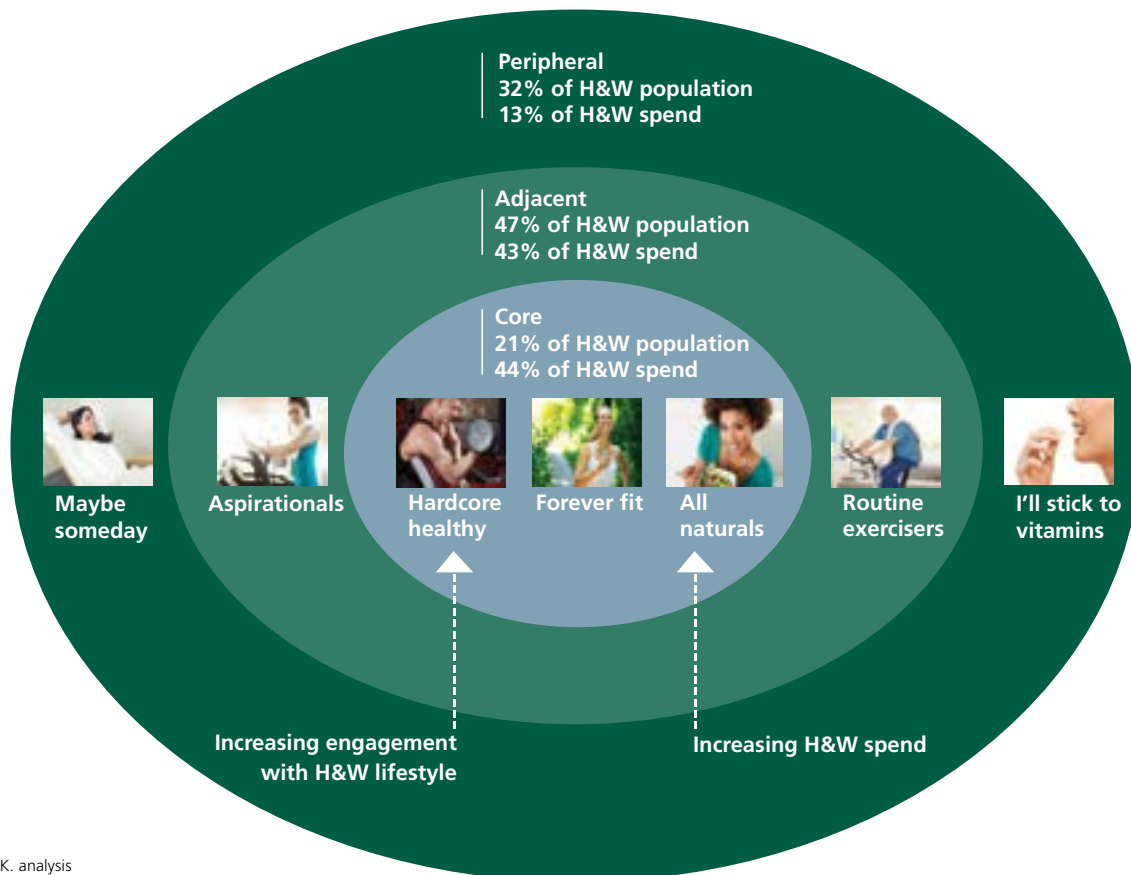 Peripheral
32% of H&W population
13% of H&W spend
Adjacent
47% of H&W population
43% of H&W spend
Core
21% of H&W population
44% of H&W spend
Maybe
someday
Aspirationals
Hardcore
healthy
Forever fit
All
naturals
Routine
exercisers
I'll stick to
vitamins
Increasing engagement
with H&W lifestyle
Increasing H&W spend
K. analysis